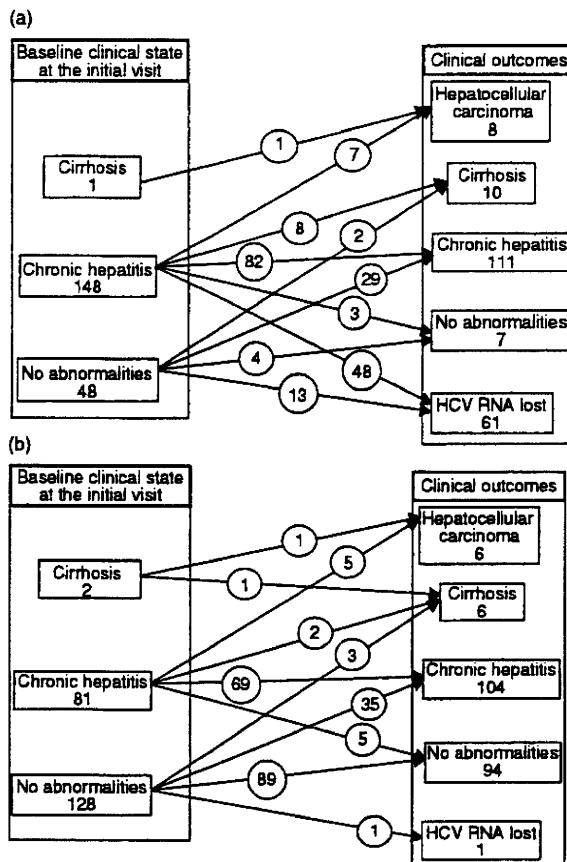 (a)
Baseline clinical state
at the initial visit
Cirrhosis
1
Chronic hepatitis
148
No abnormalities
48
1
7
8
2
82
29
3
4
48
13
Clinical outcomes
Hepatocellular
carcinoma
8
Cirrhosis
10
Chronic hepatitis
111
No abnormalities
7
HCV RNA lost
61
(b)
Baseline clinical state
at the initial visit
Cirrhosis
2
Chronic hepatitis
81
No abnormalities
128
1
5
1
2
3
69
35
5
89
1
Clinical outcomes
Hepatocellular
carcinoma
6
Cirrhosis
6
Chronic hepatitis
104
No abnormalities
94
HCV RNA lost
1